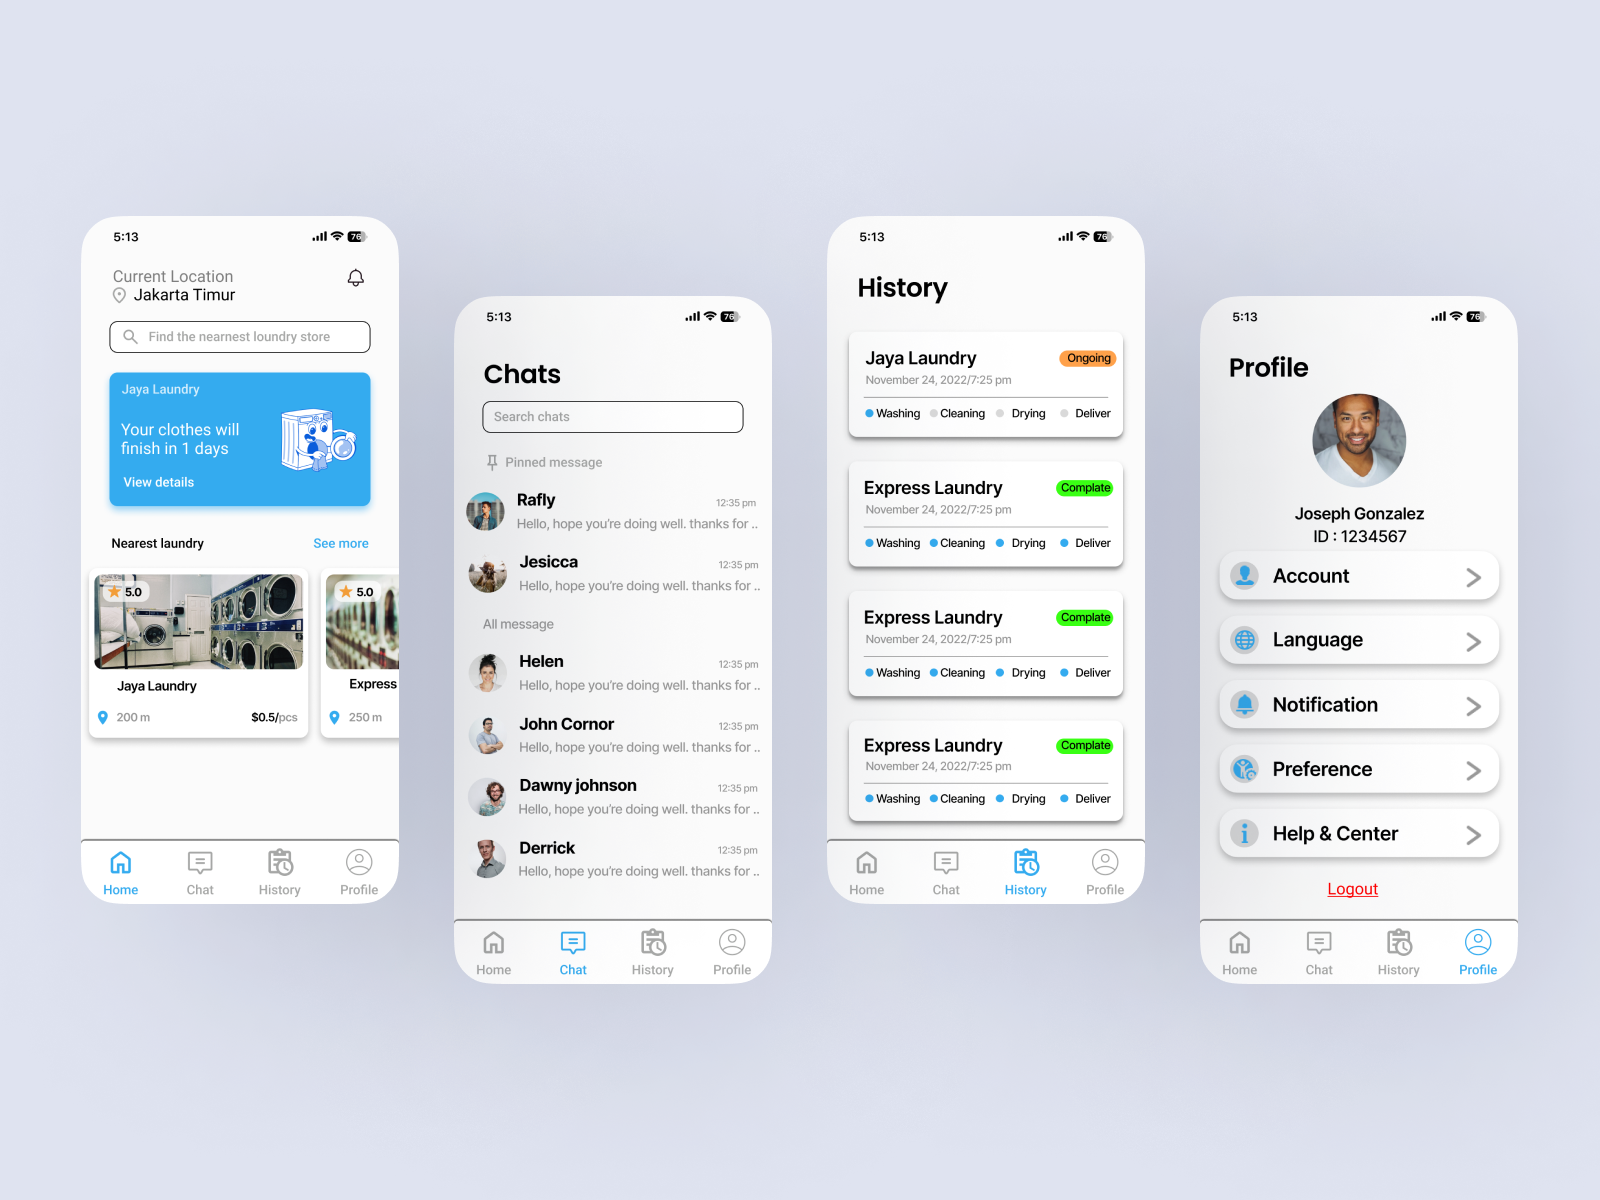 5:13
76
Current Location
Jakarta Timur
Find the nearnest loundry store
Jaya Laundry
Your clothes will
finish in 1 days
View details
Nearest laundry
See more
5.0
5.0
Jaya Laundry
Express
200 m
$0.5/pcs
250 m
Home
Chat
History
Profile
5:13
76
Chats
Search chats
Pinned message
Rafly
12:35 pm
Hello, hope you're doing well. thanks for ..
Jesicca
12:35 pm
Hello, hope you're doing well. thanks for ..
All message
Helen
12:35 pm
Hello, hope you're doing well. thanks for ..
John Cornor
12:35 pm
Hello, hope you're doing well. thanks for ..
Dawny johnson
12:35 pm
Hello, hope you're doing well. thanks for ..
Derrick
12:35 pm
Hello, hope you're doing well. thanks for ..
Home
Chat
History
Profile
5:13
76
History
Jaya Laundry
Ongoing
November 24, 2022/7:25 pm
Washing
Cleaning
Drying
Deliver
Express Laundry
Complate
November 24, 2022/7:25 pm
Washing
Cleaning
Drying
Deliver
Express Laundry
Complate
November 24, 2022/7:25 pm
Washing
Cleaning
Drying
Deliver
Express Laundry
Complate
November 24, 2022/7:25 pm
Washing
Cleaning
Drying
Deliver
Home
Chat
History
Profile
5:13
76
Profile
Joseph Gonzalez
ID : 1234567
Account
Language
Notification
Preference
Help & Center
Logout
Home
Chat
History
Profile